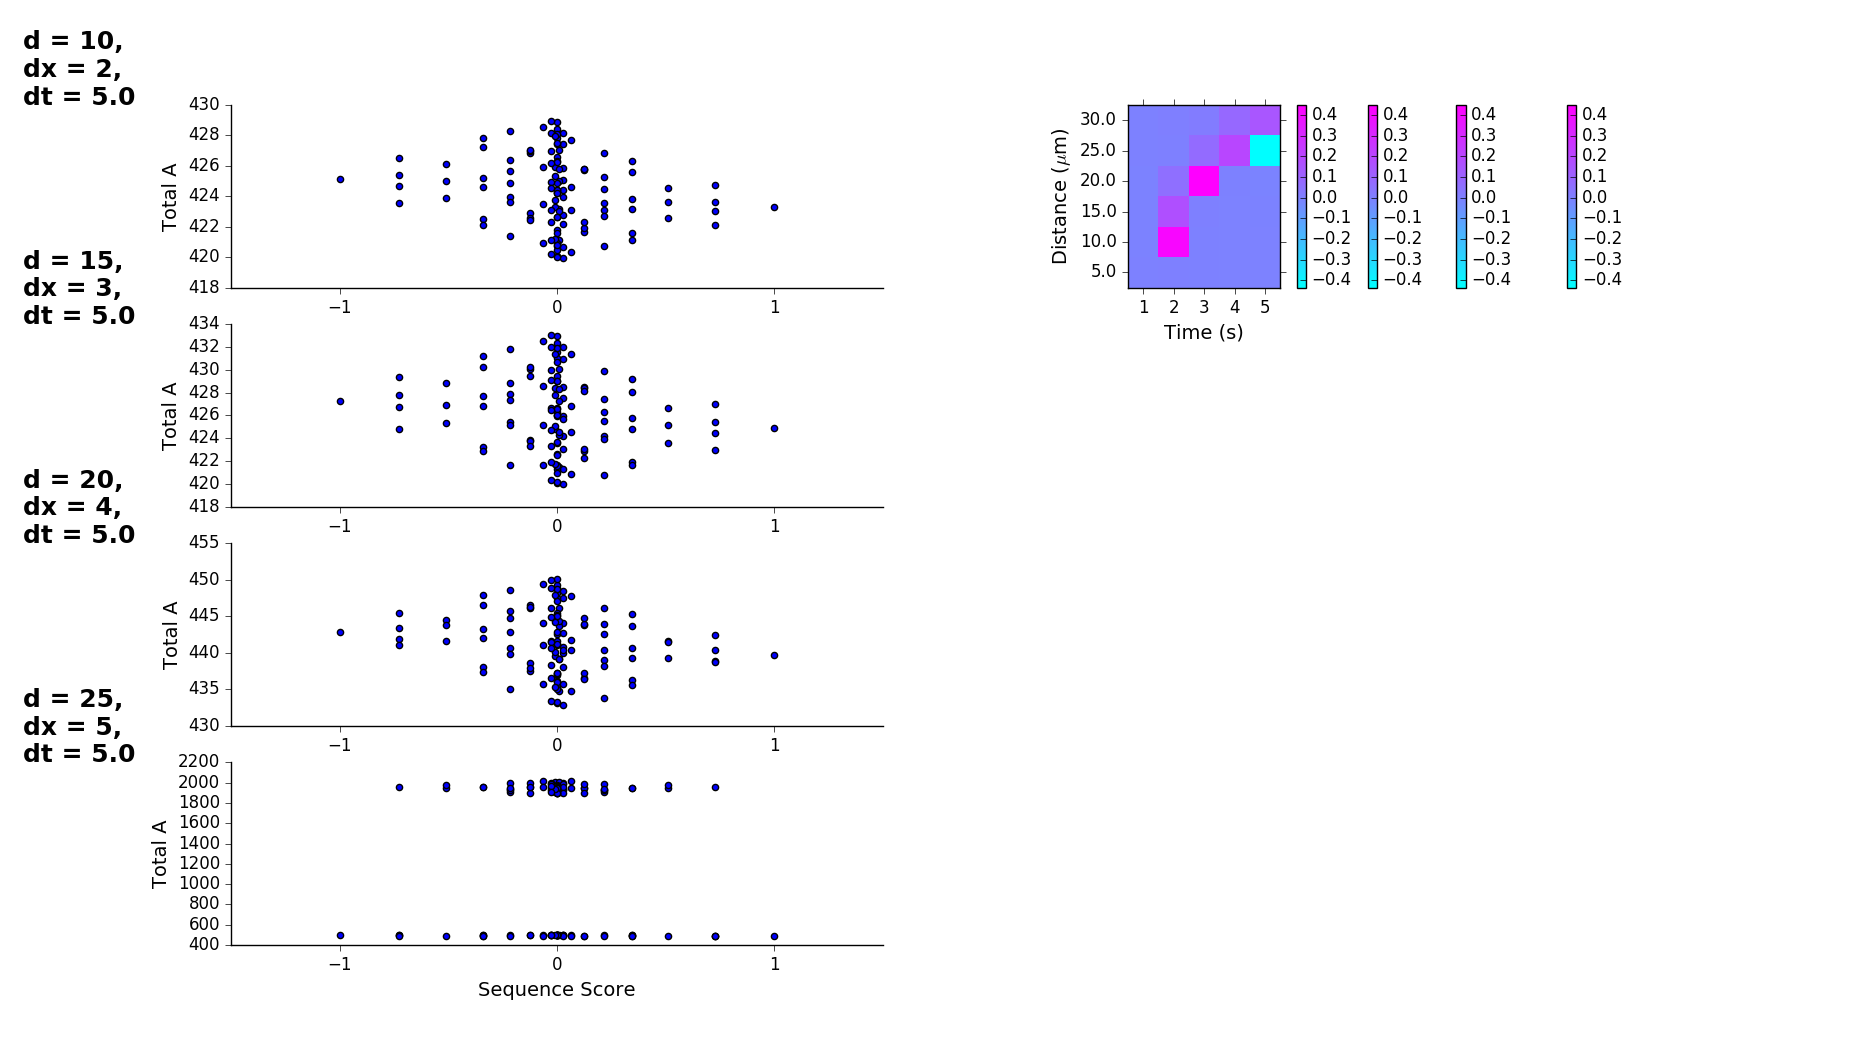 d = 10,
dx = 2,
dt = 5.0
430
428
426
424
422
420
418
Total A
−1 0 1
d = 15,
dx = 3,
dt = 5.0
434
432
430
428
426
424
422
420
418
Total A
−1 0 1
d = 20,
dx = 4,
dt = 5.0
455
450
445
440
435
430
Total A
−1 0 1
d = 25,
dx = 5,
dt = 5.0
2200
2000
1800
1600
1400
1200
1000
800
600
400
Total A
−1 0 1
Sequence Score
Distance (μm)
30.0
25.0
20.0
15.0
10.0
5.0
1 2 3 4 5
Time (s)
0.4 0.4 0.4 0.4
0.3 0.3 0.3 0.3
0.2 0.2 0.2 0.2
0.1 0.1 0.1 0.1
0.0 0.0 0.0 0.0
−0.1 −0.1 −0.1 −0.1
−0.2 −0.2 −0.2 −0.2
−0.3 −0.3 −0.3 −0.3
−0.4 −0.4 −0.4 −0.4